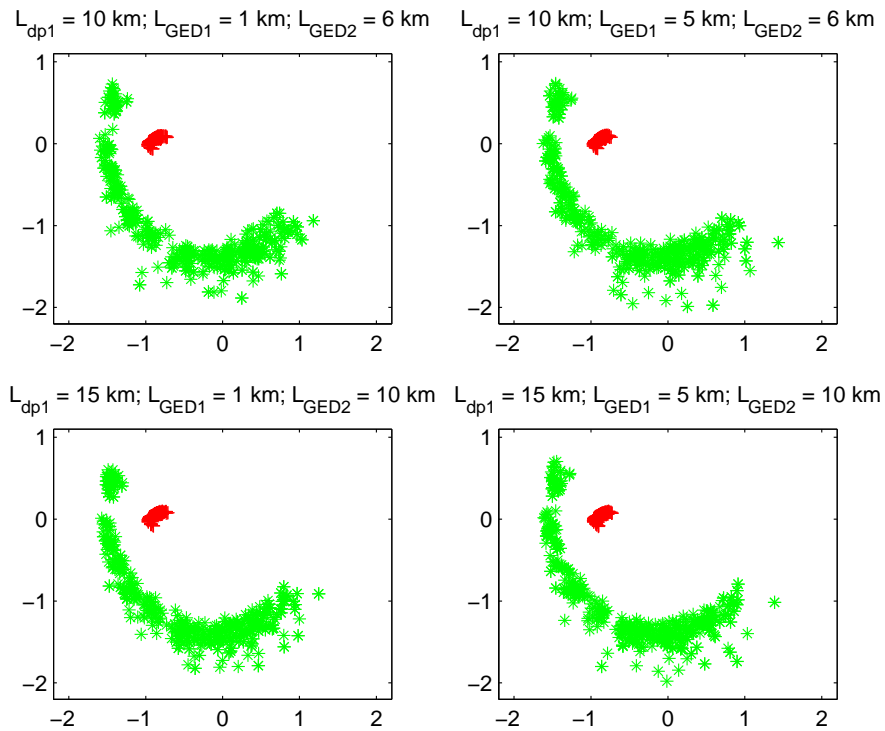 L_dp1 = 10 km; L_GED1 = 1 km; L_GED2 = 6 km
1
0
−1
−2
−2 −1 0 1 2
L_dp1 = 10 km; L_GED1 = 5 km; L_GED2 = 6 km
1
0
−1
−2
−2 −1 0 1 2
L_dp1 = 15 km; L_GED1 = 1 km; L_GED2 = 10 km
1
0
−1
−2
−2 −1 0 1 2
L_dp1 = 15 km; L_GED1 = 5 km; L_GED2 = 10 km
1
0
−1
−2
−2 −1 0 1 2